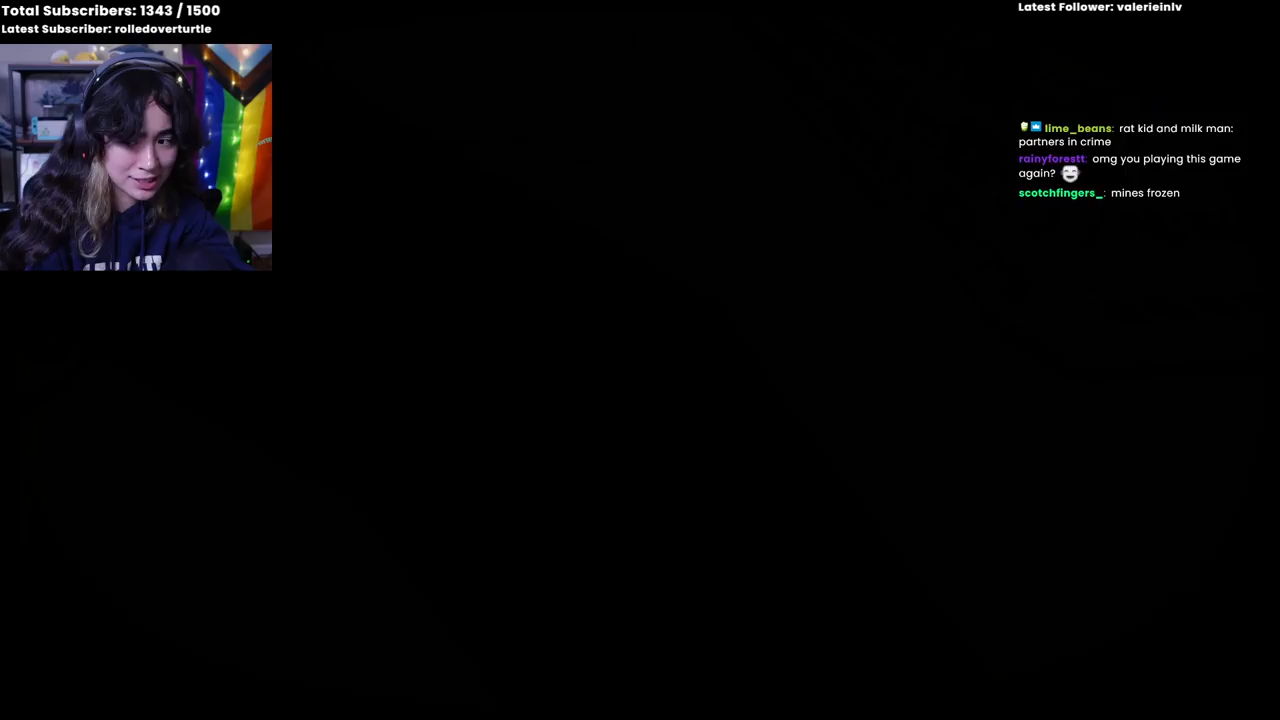 Total Subscribers: 1343 / 1500
Latest Subscriber: rolledoverturtle
Latest Follower: valerieinlv
lime_beans: rat kid and milk man:
partners in crime
rainyforestt: omg you playing this game
again?
scotchfingers_: mines frozen